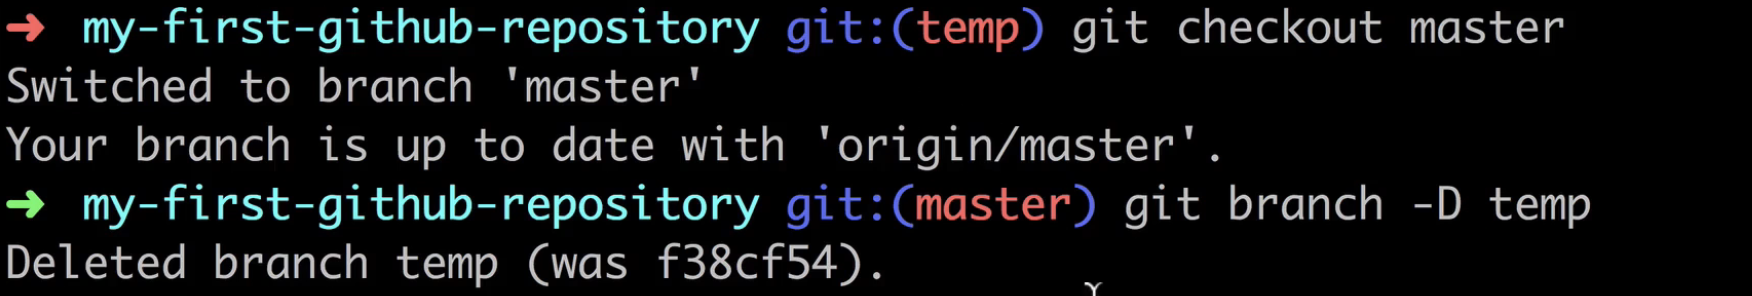 ➜ my-first-github-repository git:(temp) git checkout master
Switched to branch 'master'
Your branch is up to date with 'origin/master'.
➜ my-first-github-repository git:(master) git branch -D temp
Deleted branch temp (was f38cf54).